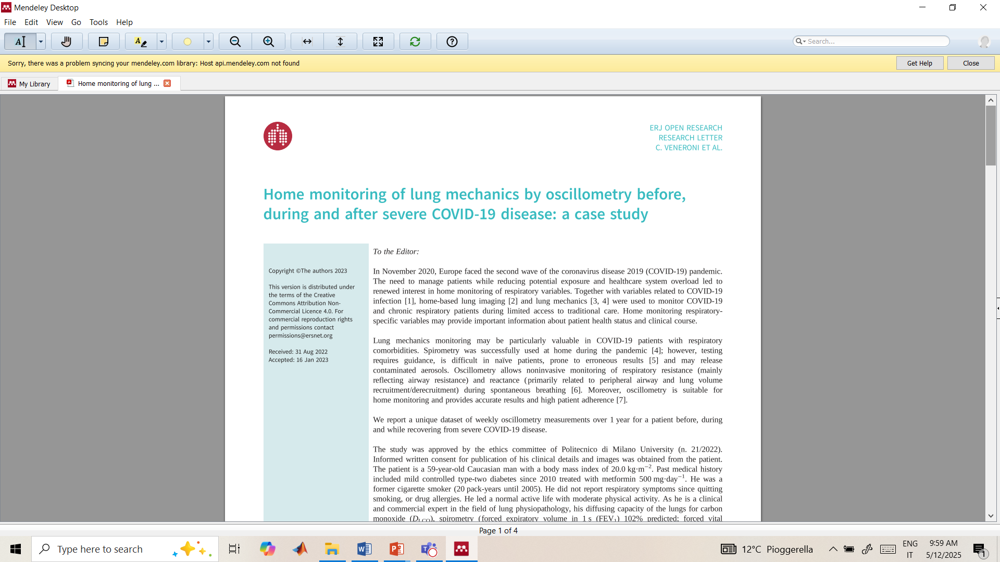 Mendeley Desktop
File Edit View Go Tools Help
Search...
Sorry, there was a problem syncing your mendeley.com library: Host api.mendeley.com not found
Get Help
Close
My Library
Home monitoring of lung ...
ERJ OPEN RESEARCH
RESEARCH LETTER
C. VENERONI ET AL.
Home monitoring of lung mechanics by oscillometry before,
during and after severe COVID-19 disease: a case study
Copyright ©The authors 2023
This version is distributed under
the terms of the Creative
Commons Attribution Non-
Commercial Licence 4.0. For
commercial reproduction rights
and permissions contact
permissions@ersnet.org
Received: 31 Aug 2022
Accepted: 16 Jan 2023
To the Editor:
In November 2020, Europe faced the second wave of the coronavirus disease 2019 (COVID-19) pandemic.
The need to manage patients while reducing potential exposure and healthcare system overload led to
renewed interest in home monitoring of respiratory variables. Together with variables related to COVID-19
infection [1], home-based lung imaging [2] and lung mechanics [3, 4] were used to monitor COVID-19
and chronic respiratory patients during limited access to traditional care. Home monitoring respiratory-
specific variables may provide important information about patient health status and clinical course.
Lung mechanics monitoring may be particularly valuable in COVID-19 patients with respiratory
comorbidities. Spirometry was successfully used at home during the pandemic [4]; however, testing
requires guidance, is difficult in naïve patients, prone to erroneous results [5] and may release
contaminated aerosols. Oscillometry allows noninvasive monitoring of respiratory resistance (mainly
reflecting airway resistance) and reactance (primarily related to peripheral airway and lung volume
recruitment/derecruitment) during spontaneous breathing [6]. Moreover, oscillometry is suitable for
home monitoring and provides accurate results and high patient adherence [7].
We report a unique dataset of weekly oscillometry measurements over 1 year for a patient before, during
and while recovering from severe COVID-19 disease.
The study was approved by the ethics committee of Politecnico di Milano University (n. 21/2022).
Informed written consent for publication of his clinical details and images was obtained from the patient.
The patient is a 59-year-old Caucasian man with a body mass index of 20.0 kg·m⁻². Past medical history
included mild controlled type-two diabetes since 2010 treated with metformin 500 mg·day⁻¹. He was a
former cigarette smoker (20 pack-years until 2005). He did not report respiratory symptoms since quitting
smoking, or drug allergies. He led a normal active life with moderate physical activity. As he is a clinical
and commercial expert in the field of lung physiopathology, his diffusing capacity of the lungs for carbon
monoxide (DLCO), spirometry (forced expiratory volume in 1 s (FEV₁) 102% predicted; forced vital
Page 1 of 4
Type here to search
12°C Pioggerella
ENG
IT
9:59 AM
5/12/2025
1